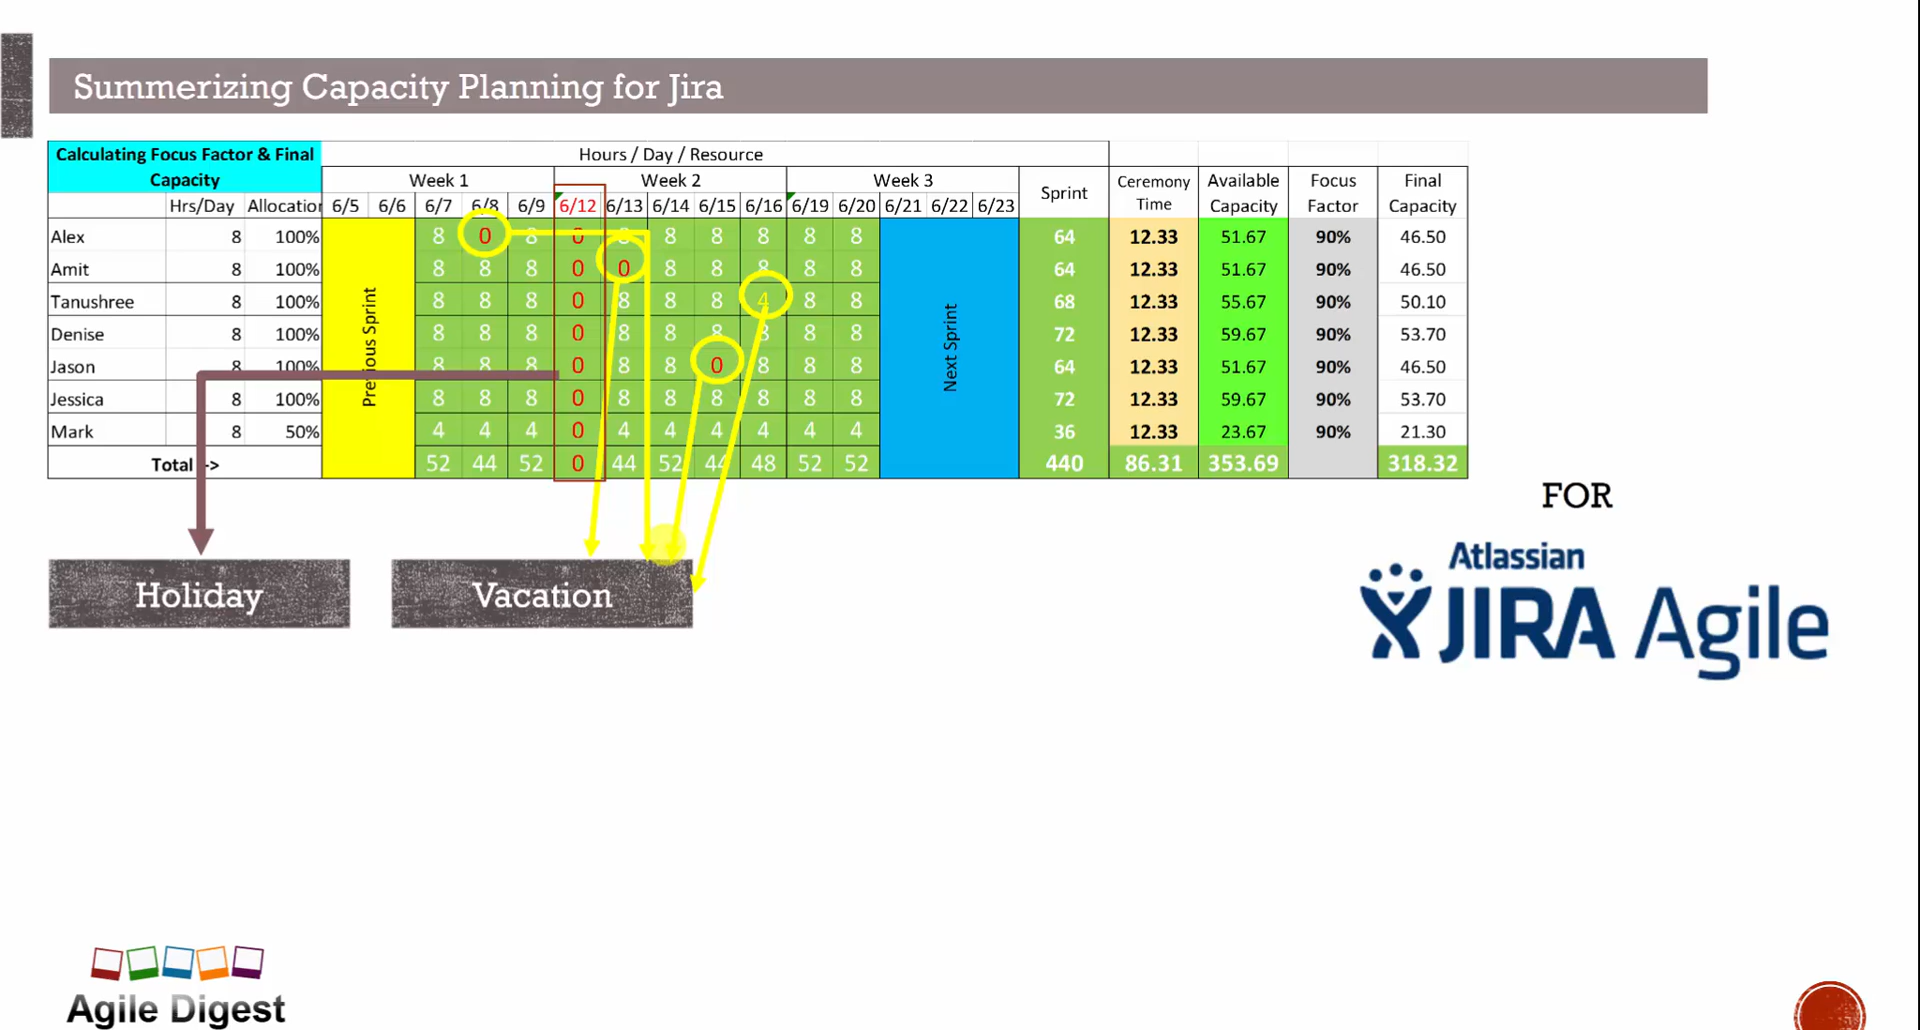 Summerizing Capacity Planning for Jira
Calculating Focus Factor & Final Capacity
Hours / Day / Resource
Week 1 Week 2 Week 3 Sprint Ceremony Time Available Capacity Focus Factor Final Capacity
Hrs/Day Allocation 6/5 6/6 6/7 6/8 6/9 6/12 6/13 6/14 6/15 6/16 6/19 6/20 6/21 6/22 6/23
Previous Sprint
Next Sprint
Alex 8 100% 8 0 8 0 8 8 8 8 8 8 64 12.33 51.67 90% 46.50
Amit 8 100% 8 8 8 0 0 8 8 8 8 8 64 12.33 51.67 90% 46.50
Tanushree 8 100% 8 8 8 0 8 8 8 4 8 8 68 12.33 55.67 90% 50.10
Denise 8 100% 8 8 8 0 8 8 8 8 8 8 72 12.33 59.67 90% 53.70
Jason 8 100% 8 8 8 0 8 8 0 8 8 8 64 12.33 51.67 90% 46.50
Jessica 8 100% 8 8 8 0 8 8 8 8 8 8 72 12.33 59.67 90% 53.70
Mark 8 50% 4 4 4 0 4 4 4 4 4 4 36 12.33 23.67 90% 21.30
Total --> 52 44 52 0 44 52 44 48 52 52 440 86.31 353.69 318.32
Holiday
Vacation
FOR
Atlassian
JIRA Agile
Agile Digest